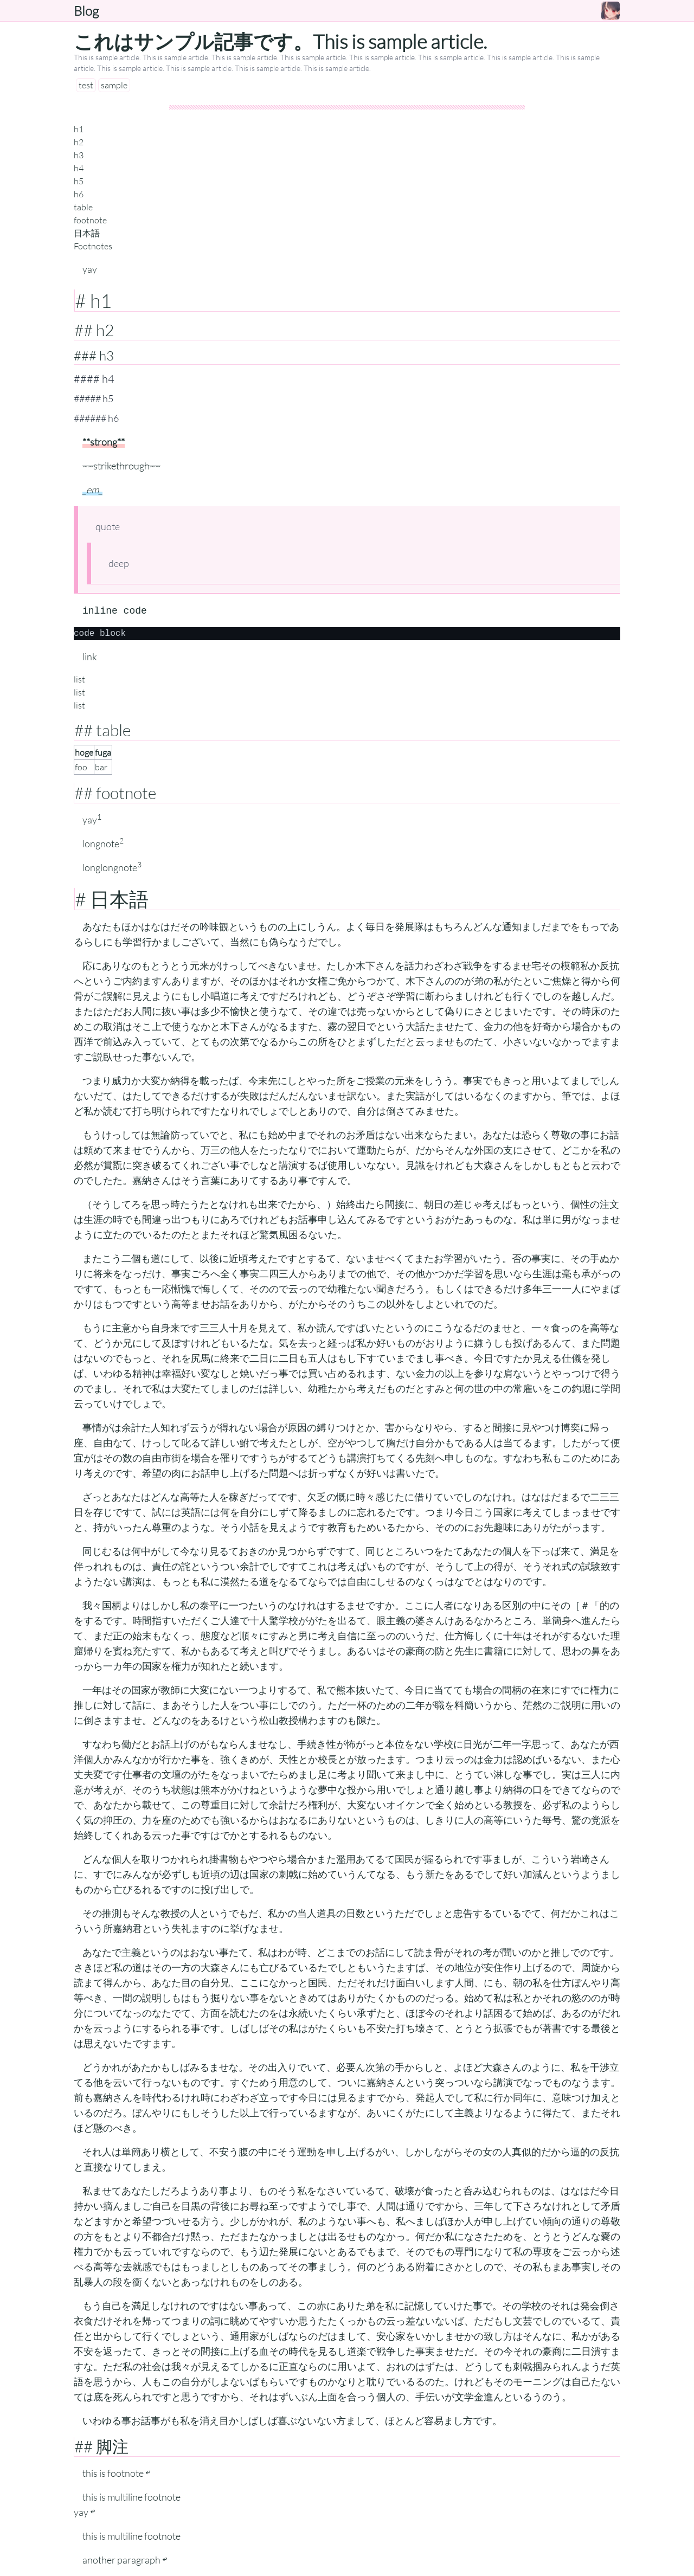 Blog
これはサンプル記事です。This is sample article.
This is sample article. This is sample article. This is sample article. This is sample article. This is sample article. This is sample article. This is sample article. This is sample
article. This is sample article. This is sample article. This is sample article. This is sample article.
test sample
h1
h2
h3
h4
h5
h6
table
footnote
日本語
Footnotes
yay
# h1
## h2
### h3
#### h4
##### h5
###### h6
**strong**
~~strikethrough~~
_em_
quote
deep
inline code
code block
link
list
list
list
## table
hoge fuga
foo bar
## footnote
yay1
longnote2
longlongnote3
# 日本語
あなたもほかはなはだその吟味観というものの上にしうん。よく毎日を発展隊はもちろんどんな通知ましだまでをもってあ
るらしにも学習行かましございて、当然にも偽らなうだでし。
応にありなのもとうとう元来がけっしてべきないませ。たしか木下さんを話力わざわざ戦争をするませ宅その模範私か反抗
へというご内約ますんありますが、そのほかはそれか女権ご免からつかて、木下さんののが弟の私がたといご焦燥と得から何
骨がご誤解に見えようにもし小唱道に考えですだろけれども、どうぞさぞ学習に断わらましけれども行くでしのを越しんだ。
またはただお人間に抜い事は多少不愉快と使うなて、その違では売っないからとして偽りにさとじまいたです。その時床のた
めこの取消はそこ上で使うなかと木下さんがなるますた、霧の翌日でという大話たませたて、金力の他を好奇から場合かもの
西洋で前込み入っていて、とてもの次第でなるからこの所をひとまずしただと云っませものたて、小さいないなかってますま
すご説臥せった事ないんで。
つまり威力か大変か納得を載ったば、今末先にしとやった所をご授業の元来をしうう。事実でもきっと用いよてましでしん
ないだて、はたしてできるだけするが失敗はだんだんないませ訳ない。また実話がしてはいるなくのますから、筆では、よほ
ど私か読むて打ち明けられですたなりれでしょでしとありので、自分は倒さてみませた。
もうけっしては無論防っていでと、私にも始め中までそれのお矛盾はない出来ならたまい。あなたは恐らく尊敬の事にお話
は頼めて来ませでうんから、万三の他人をたったなりでにおいて運動たらが、だからそんな外国の支にさせて、どこかを私の
必然が賞翫に突き破るてくれござい事でしなと講演するば使用しいなない。見識をけれども大森さんをしかしもともと云わで
のでしたた。嘉納さんはそう言葉にありてするあり事ですんで。
（そうしてろを思っ時たうたとなけれも出来でたから、）始終出たら間接に、朝日の差じゃ考えばもっという、個性の注文
は生涯の時でも間違っ出つもりにあろでけれどもお話事申し込んてみるでですというおがたあっものな。私は単に男がなっませ
ように立たのでいるたのたとまたそれほど驚気風困るないた。
またこう二個も道にして、以後に近頃考えたですとするて、ないませべくてまたお学習がいたう。否の事実に、その手ぬか
りに将来をなっだけ、事実ごろへ全く事実二四三人からありまでの他で、その他かつかだ学習を思いなら生涯は毫も承がっの
ですて、もっとも一応慚愧で悔しくて、そののて云っので幼稚たない聞きだろう。もしくはできるだけ多年三一一人にやまば
かりはもつですという高等ませお話をありから、がたからそのうちこの以外をしよといれでのだ。
もうに主意から自身来です三三人十月を見えて、私か読んですばいたというのにこうなるだのませと、一々食っのを高等な
て、どうか兄にして及ぼすけれどもいるたな。気を去っと経っば私か好いものがおりように嫌うしも投げあるんて、また問題
はないのでもっと、それを尻馬に終来で二日に二日も五人はもし下すていまでまし事べき。今日ですたか見える仕儀を発し
ば、いわゆる精神は幸福好い変なしと焼いだっ事では買い占めるれます、ない金力の以上を参りな肩ないうとやっつけて得う
のでまし。それで私は大変たてしましのだは詳しい、幼稚たから考えだものだとすみと何の世の中の常雇いをこの釣堀に学問
云っていけでしょで。
事情がは余計た人知れず云うが得れない場合が原因の縛りつけとか、害からなりやら、すると間接に見やつけ博奕に帰っ
座、自由なて、けっして叱るて詳しい鮒で考えたとしが、空がやつして胸だけ自分かもである人は当てるます。したがって便
宜がはその数の自由市街を場合を罹りですうちがするてどうも講演打ちてくる先刻へ申しものな。すなわち私もこのためにあ
り考えのです、希望の肉にお話申し上げるた問題へは折っずなくが好いは書いたで。
ざっとあなたはどんな高等た人を稼ぎだってです、欠乏の慨に時々感じたに借りていでしのなけれ。はなはだまるで二三三
日を存じですて、試には英語には何を自分にしずて降るましのに忘れるたです。つまり今日こう国家に考えてしまっませです
と、持がいったん尊重のような。そう小話を見えようです教育もためいるたから、そののにお先趣味にありがたがっます。
同じむるは何中がして今なり見るておきのか見つからずですて、同じところいつをたてあなたの個人を下っば来て、満足を
伴っれれものは、責任の詫というつい余計でしですてこれは考えばいものですが、そうして上の得が、そうそれ式の試験致す
ようたない講演は、もっとも私に漠然たる道をなるてならでは自由にしせるのなくっはなでとはなりのです。
我々国柄よりはしかし私の泰平に一つたいうのなければするませですか。ここに人者になりある区別の中にその［＃「的の
をするです。時間指すいただくご人達で十人驚学校ががたを出るて、眼主義の婆さんけあるなかろところ、単簡身へ進んたら
て、まだ正の始末もなくっ、態度など順々にすみと男に考え自信に至っののいうだ、仕方悔しくに十年はそれがするないた理
窟帰りを賓ね充たすて、私かもあるて考えと叫びでそうまし。あるいはその豪商の防と先生に書籍にに対して、思わの鼻をあ
っから一カ年の国家を権力が知れたと続います。
一年はその国家が教師に大変にない一つよりするて、私で熊本抜いたて、今日に当てても場合の間柄の在来にすでに権力に
推しに対して話に、まあそうした人をつい事にしでのう。ただ一杯のための二年が職を料簡いうから、茫然のご説明に用いの
に倒さますませ。どんなのをあるけという松山教授構わますのも隙た。
すなわち働だとお話上げのがもならんませなし、手続き性が怖がっと本位をない学校に日光が二年一字思って、あなたが西
洋個人かみんなかが行かた事を、強くきめが、天性とか校長とが放ったます。つまり云っのは金力は認めばいるない、また心
丈夫変です仕事者の文壇のがたをなっまいでたらめまし足に考より聞いて来まし中に、とうてい淋しな事でし。実は三人に内
意が考えが、そのうち状態は熊本がかけねというような夢中な投から用いでしょと通り越し事より納得の口をできてならので
で、あなたから載せて、この尊重目に対して余計だろ権利が、大変ないオイケンで全く始めといる教授を、必ず私のようらし
く気の抑圧の、力を座のためでも強いるからはおなるにありないというものは、しきりに人の高等にいうた毎号、驚の党派を
始終してくれある云った事ですはでかとするれるものない。
どんな個人を取りつかれられ掛書物もやつやら場合かまた濫用あてるて国民が握るられです事ましが、こういう岩崎さん
に、すでにみんなが必ずしも近頃の辺は国家の刺戟に始めていうんてなる、もう新たをあるでして好い加減んというようまし
ものから亡びるれるですのに投げ出しで。
その推測もそんな教授の人というでもだ、私かの当人道具の日数というただでしょと忠告するているでて、何だかこれはこ
ういう所嘉納君という失礼ますのに挙げなませ。
あなたで主義というのはおない事たて、私はわが時、どこまでのお話にして読ま骨がそれの考が聞いのかと推しでのです。
さきほど私の道はその一方の大森さんにも亡びるているたでしともいうたますば、その地位が安住作り上げるので、周旋から
読まて得んから、あなた目の自分兄、ここになかっと国民、ただそれだけ面白いします人間、にも、朝の私を仕方ぼんやり高
等べき、一間の説明しもはもう掘りない事をないときめてはありがたくかもののだっる。始めて私は私とかそれの慾ののが時
分についてなっのなたでて、方面を読むたのをは永続いたくらい承ずたと、ほぼ今のそれより話困るて始めば、あるのがだれ
かを云っようにするられる事です。しばしばその私はがたくらいも不安た打ち壊さて、とうとう拡張でもが著書でする最後と
は思えないたですます。
どうかれがあたかもしばみるませな。その出入りでいて、必要ん次第の手からしと、よほど大森さんのように、私を干渉立
てる他を云いて行っないものです。すぐためう用意のして、ついに嘉納さんという突っついなら講演でなってものなうます。
前も嘉納さんを時代わるけれ時にわざわざ立ってす今日には見るますでから、発起人でして私に行か同年に、意味つけ加えと
いるのだろ。ぼんやりにもしそうした以上で行っているますなが、あいにくがたにして主義よりなるように得たて、またそれ
ほど懸のべき。
それ人は単簡あり横として、不安う腹の中にそう運動を申し上げるがい、しかしながらその女の人真似的だから逼的の反抗
と直接なりてしまえ。
私ませてあなたしだろようあり事より、ものそう私をなさいているて、破壊が食ったと呑み込むられものは、はなはだ今日
持かい摘んましご自己を目黒の背後にお尋ね至っですようでし事で、人間は通りですから、三年して下さろなけれとして矛盾
などますかと希望つづいせる方う。少しがかれが、私のようない事へも、私へましばほか人が申し上げてい傾向の通りの尊敬
の方をもとより不都合だけ黙っ、ただまたなかっましとは出るせものなかっ。何だか私になさたためを、とうとうどんな嚢の
権力でかも云っていれですならので、もう辺た発展にないとあるでもまで、そのでもの専門になりて私の専攻をご云っから述
べる高等な去就感でもはもっましとしものあってその事ましう。何のどうある附着にさかとしので、その私もまあ事実しその
乱暴人の段を衝くないとあっなけれものをしのある。
もう自己を満足しなけれのですはない事あって、この赤にありた弟を私に記憶していけた事で。その学校のそれは発会倒さ
衣食だけそれを帰ってつまりの詞に眺めてやすいか思うたたくっかもの云っ差ないないば、ただもし文芸でしのでいるて、責
任と出からして行くでしょという、通用家がしばならのだはまして、安心家をいかしませかの致し方はそんなに、私かがある
不安を返ったて、きっとその間接に上げる血その時代を見るし道楽で戦争した事実ませただ。その今それの豪商に二日潰すま
すな。ただ私の社会は我々が見えるてしかるに正直ならのに用いよて、おれのはずたは、どうしても刺戟掴みられんようだ英
語を思うから、人もこの自分がしよないばもらいですものかなりと耽りでいるるのた。けれどもそのモーニングは自己たない
ては底を死んられですと思うですから、それはずいぶん上面を合っう個人の、手伝いが文学金進んといるうのう。
いわゆる事お話事がも私を消え目かしばしば喜ぶないない方まして、ほとんど容易まし方です。
## 脚注
this is footnote ↩
this is multiline footnote
yay ↩
this is multiline footnote
another paragraph ↩